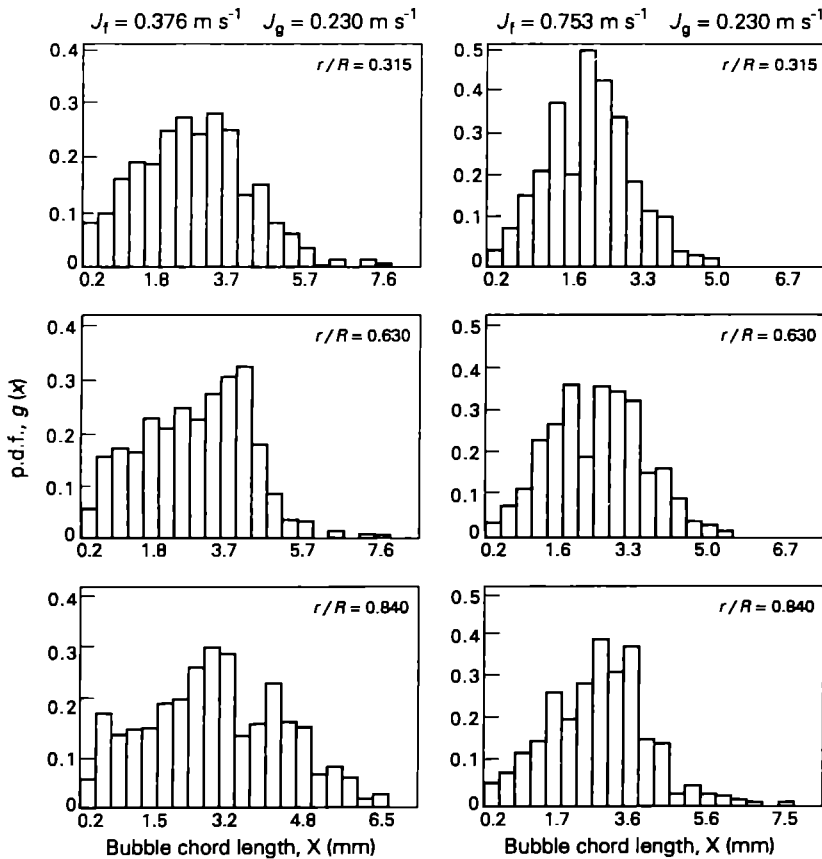 J_f = 0.376 m s⁻¹ J_g = 0.230 m s⁻¹
J_f = 0.753 m s⁻¹ J_g = 0.230 m s⁻¹
r/R = 0.315
0.4
0.3
0.2
0.1
0
0.2 1.8 3.7 5.7 7.6
r/R = 0.315
0.5
0.4
0.3
0.2
0.1
0
0.2 1.6 3.3 5.0 6.7
p.d.f., g (x)
r/R = 0.630
0.4
0.3
0.2
0.1
0
0.2 1.8 3.7 5.7 7.6
r/R = 0.630
0.5
0.4
0.3
0.2
0.1
0
0.2 1.6 3.3 5.0 6.7
r/R = 0.840
0.4
0.3
0.2
0.1
0
0.2 1.5 3.2 4.8 6.5
Bubble chord length, X (mm)
r/R = 0.840
0.5
0.4
0.3
0.2
0.1
0
0.2 1.8 3.6 5.6 7.5
Bubble chord length, X (mm)